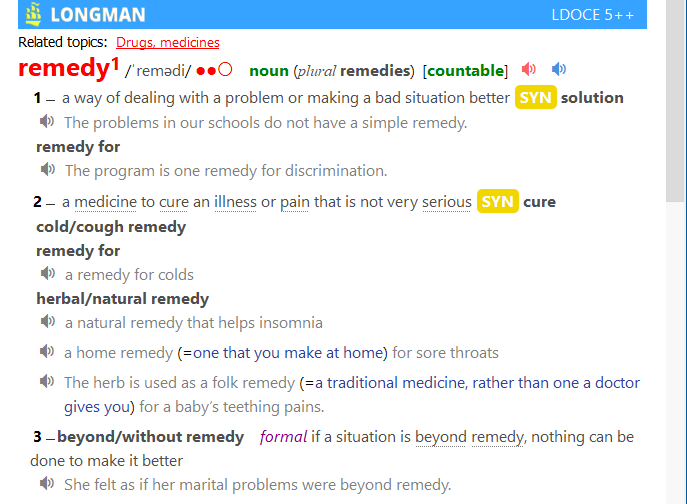 LONGMAN LDOCE 5++
Related topics: Drugs, medicines
remedy1 /ˈremədi/ ●●○ noun (plural remedies) [countable]
1 – a way of dealing with a problem or making a bad situation better SYN solution
The problems in our schools do not have a simple remedy.
remedy for
The program is one remedy for discrimination.
2 – a medicine to cure an illness or pain that is not very serious SYN cure
cold/cough remedy
remedy for
a remedy for colds
herbal/natural remedy
a natural remedy that helps insomnia
a home remedy (=one that you make at home) for sore throats
The herb is used as a folk remedy (=a traditional medicine, rather than one a doctor
gives you) for a baby’s teething pains.
3 – beyond/without remedy formal if a situation is beyond remedy, nothing can be
done to make it better
She felt as if her marital problems were beyond remedy.